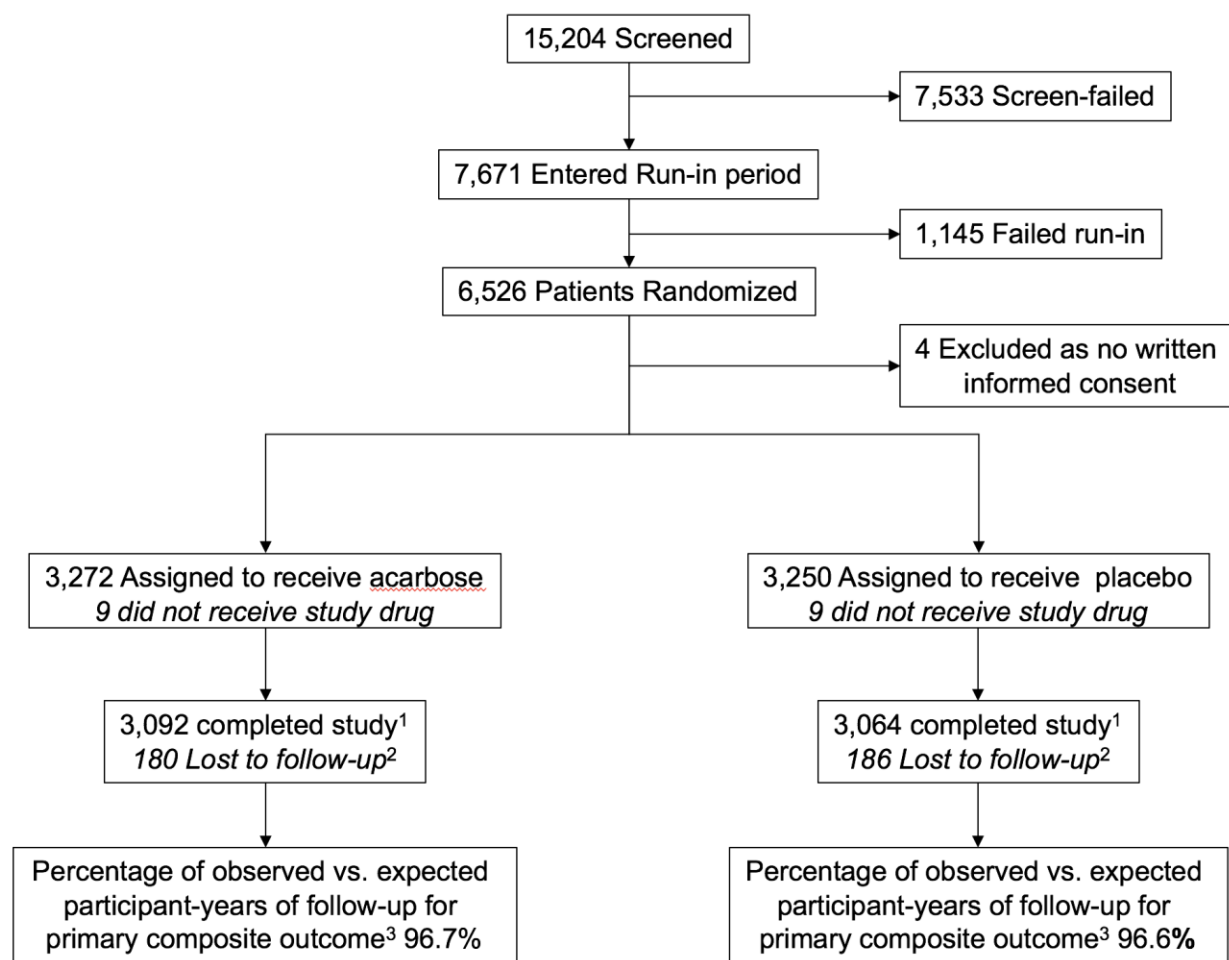 15,204 Screened
7,533 Screen-failed
7,671 Entered Run-in period
1,145 Failed run-in
6,526 Patients Randomized
4 Excluded as no written
informed consent
3,272 Assigned to receive acarbose
9 did not receive study drug
3,250 Assigned to receive  placebo
9 did not receive study drug
3,092 completed study¹
180 Lost to follow-up²
3,064 completed study¹
186 Lost to follow-up²
Percentage of observed vs. expected
participant-years of follow-up for
primary composite outcome³ 96.7%
Percentage of observed vs. expected
participant-years of follow-up for
primary composite outcome³ 96.6%